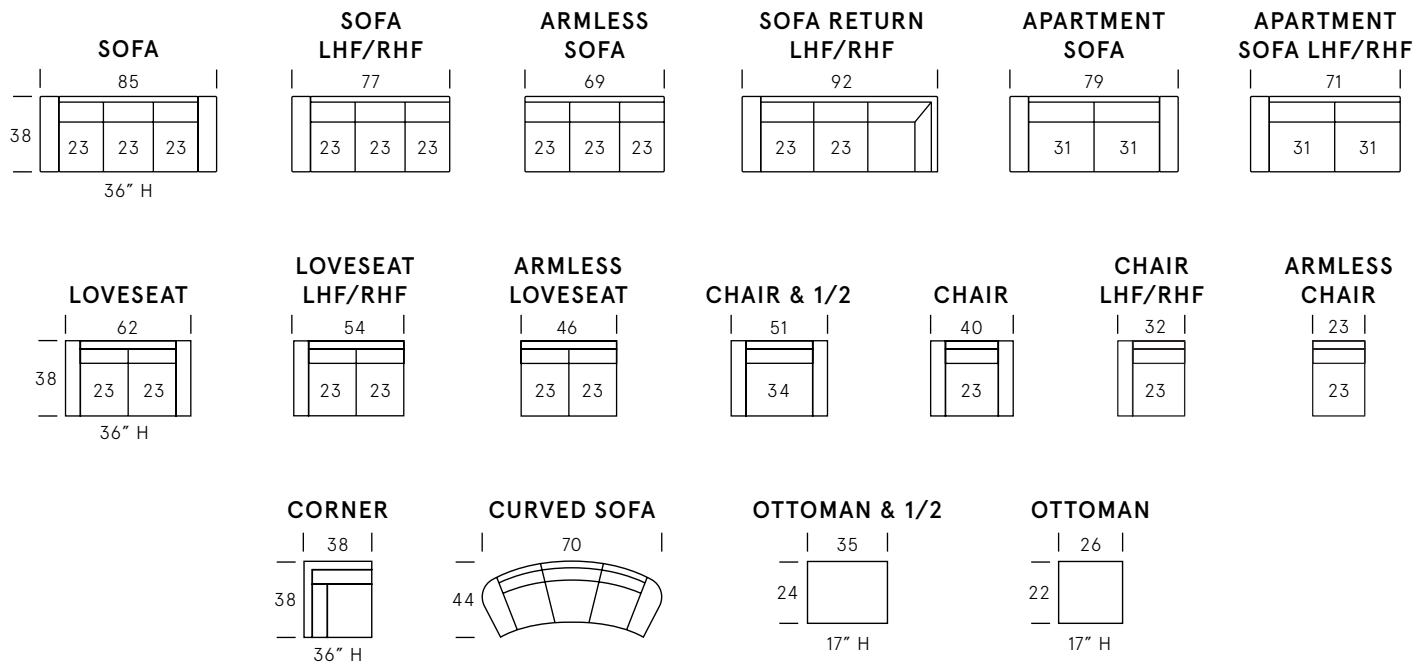 SOFA
85
38
23 23 23
36″ H
SOFA
LHF/RHF
77
23 23 23
ARMLESS
SOFA
69
23 23 23
SOFA RETURN
LHF/RHF
92
23 23
APARTMENT
SOFA
79
31 31
APARTMENT
SOFA LHF/RHF
71
31 31
LOVESEAT
62
38
23 23
36″ H
LOVESEAT
LHF/RHF
54
23 23
ARMLESS
LOVESEAT
46
23 23
CHAIR & 1/2
51
34
CHAIR
40
23
CHAIR
LHF/RHF
32
23
ARMLESS
CHAIR
23
23
CORNER
38
38
36″ H
CURVED SOFA
70
44
OTTOMAN & 1/2
35
24
17″ H
OTTOMAN
26
22
17″ H